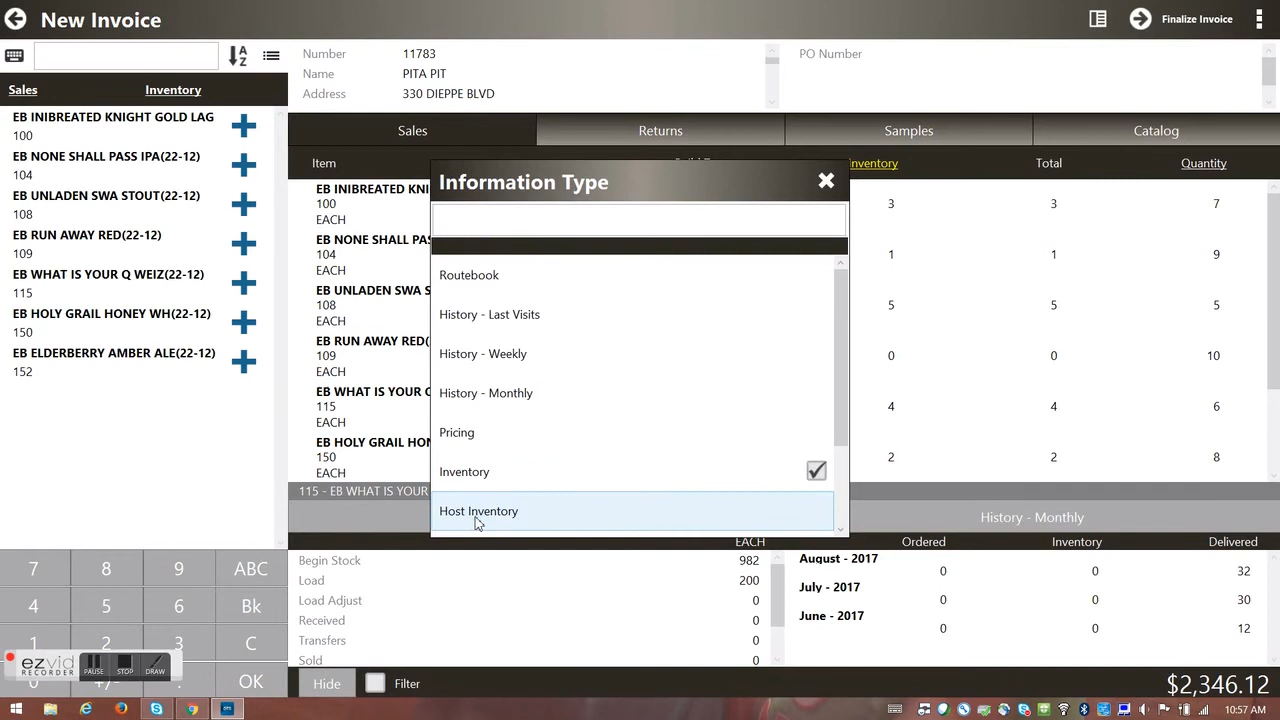 New Invoice
Finalize Invoice
Number 11783
Name PITA PIT
Address 330 DIEPPE BLVD
PO Number
A
Z
Sales Inventory
EB INIBREATED KNIGHT GOLD LAG
100
EB NONE SHALL PASS IPA(22-12)
104
EB UNLADEN SWA STOUT(22-12)
108
EB RUN AWAY RED(22-12)
109
EB WHAT IS YOUR Q WEIZ(22-12)
115
EB HOLY GRAIL HONEY WH(22-12)
150
EB ELDERBERRY AMBER ALE(22-12)
152
Sales Returns Samples Catalog
Item Inventory Total Quantity
EB INIBREATED KNI
100 3 3 7
EACH
EB NONE SHALL PAS
104 1 1 9
EACH
EB UNLADEN SWA S
108 5 5 5
EACH
EB RUN AWAY RED(
109 0 0 10
EACH
EB WHAT IS YOUR Q
115 4 4 6
EACH
EB HOLY GRAIL HON
150 2 2 8
EACH
Information Type
Routebook
History - Last Visits
History - Weekly
History - Monthly
Pricing
Inventory
Host Inventory
115 - EB WHAT IS YOUR
History - Monthly
EACH
Begin Stock 982
Load 200
Load Adjust 0
Received 0
Transfers 0
Sold 0
Ordered Inventory Delivered
August - 2017
0 0 32
July - 2017
0 0 30
June - 2017
0 0 12
7 8 9 ABC
4 5 6 Bk
1 2 3 C
0 +/- . OK
ezvid
RECORDER
PAUSE STOP DRAW
Hide Filter
$2,346.12
10:57 AM